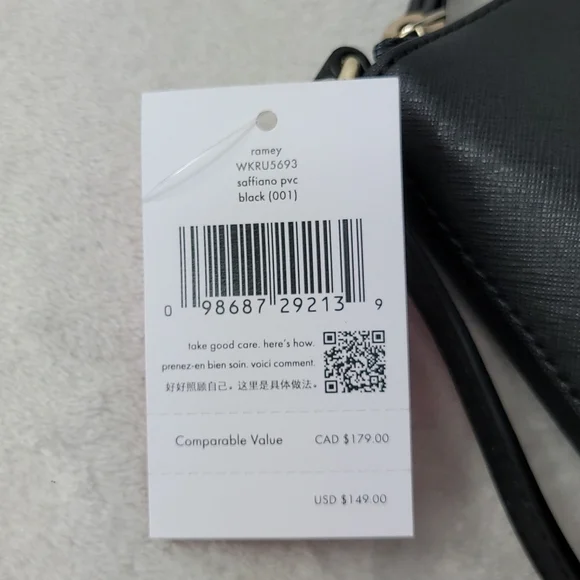 ramey
WKRU5693
saffiano pvc
black (001)
0 98687 29213 9
take good care. here's how.
prenez-en bien soin. voici comment.
好好照顾自己。这里是具体做法。
Comparable Value CAD $179.00
USD $149.00